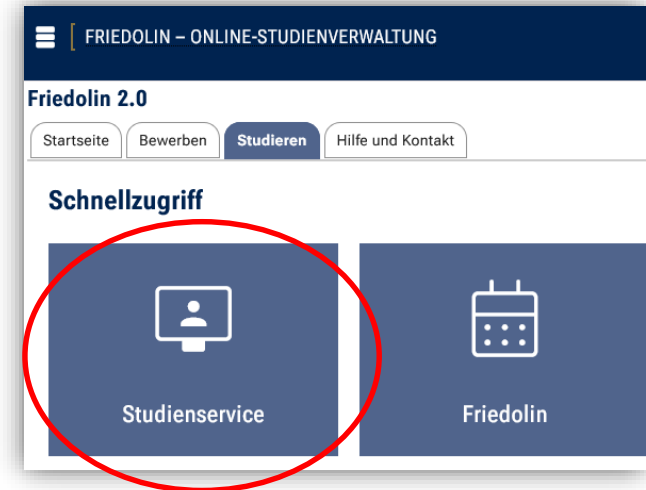 FRIEDOLIN – ONLINE-STUDIENVERWALTUNG
Friedolin 2.0
Startseite Bewerben Studieren Hilfe und Kontakt
Schnellzugriff
Studienservice Friedolin